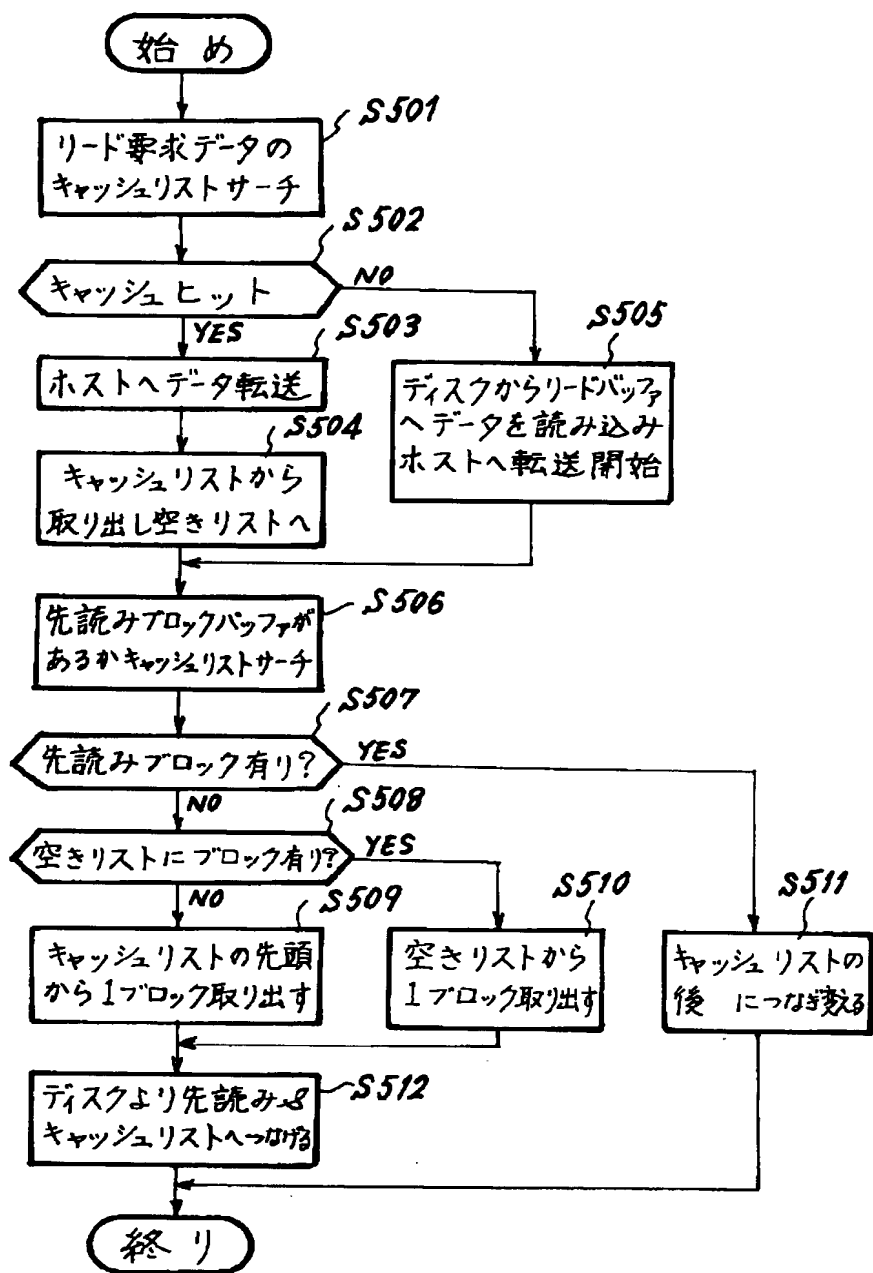 始め
S501
リード要求データの
キャッシュリストサーチ
S502
キャッシュヒット
NO
YES
S503
ホストへデータ転送
S505
ディスクからリードバッファ
へデータを読み込み
ホストへ転送開始
S504
キャッシュリストから
取り出し空きリストへ
S506
先読みブロックバッファが
あるかキャッシュリストサーチ
S507
先読みブロック有り?
YES
NO
S508
空きリストにブロック有り?
YES
NO
S509
キャッシュリストの先頭
から1ブロック取り出す
S510
空きリストから
1ブロック取出す
S511
キャッシュリストの
後 につなぎ変える
S512
ディスクより先読み&
キャッシュリストへつなげる
終り